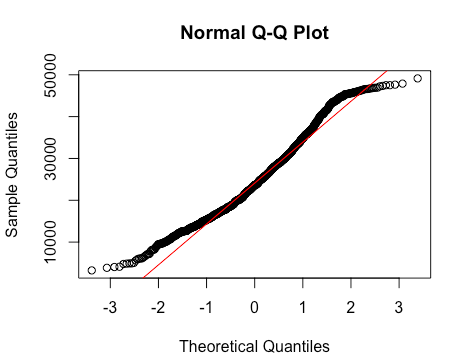 Normal Q-Q Plot
Sample Quantiles
50000
30000
10000
-3 -2 -1 0 1 2 3
Theoretical Quantiles